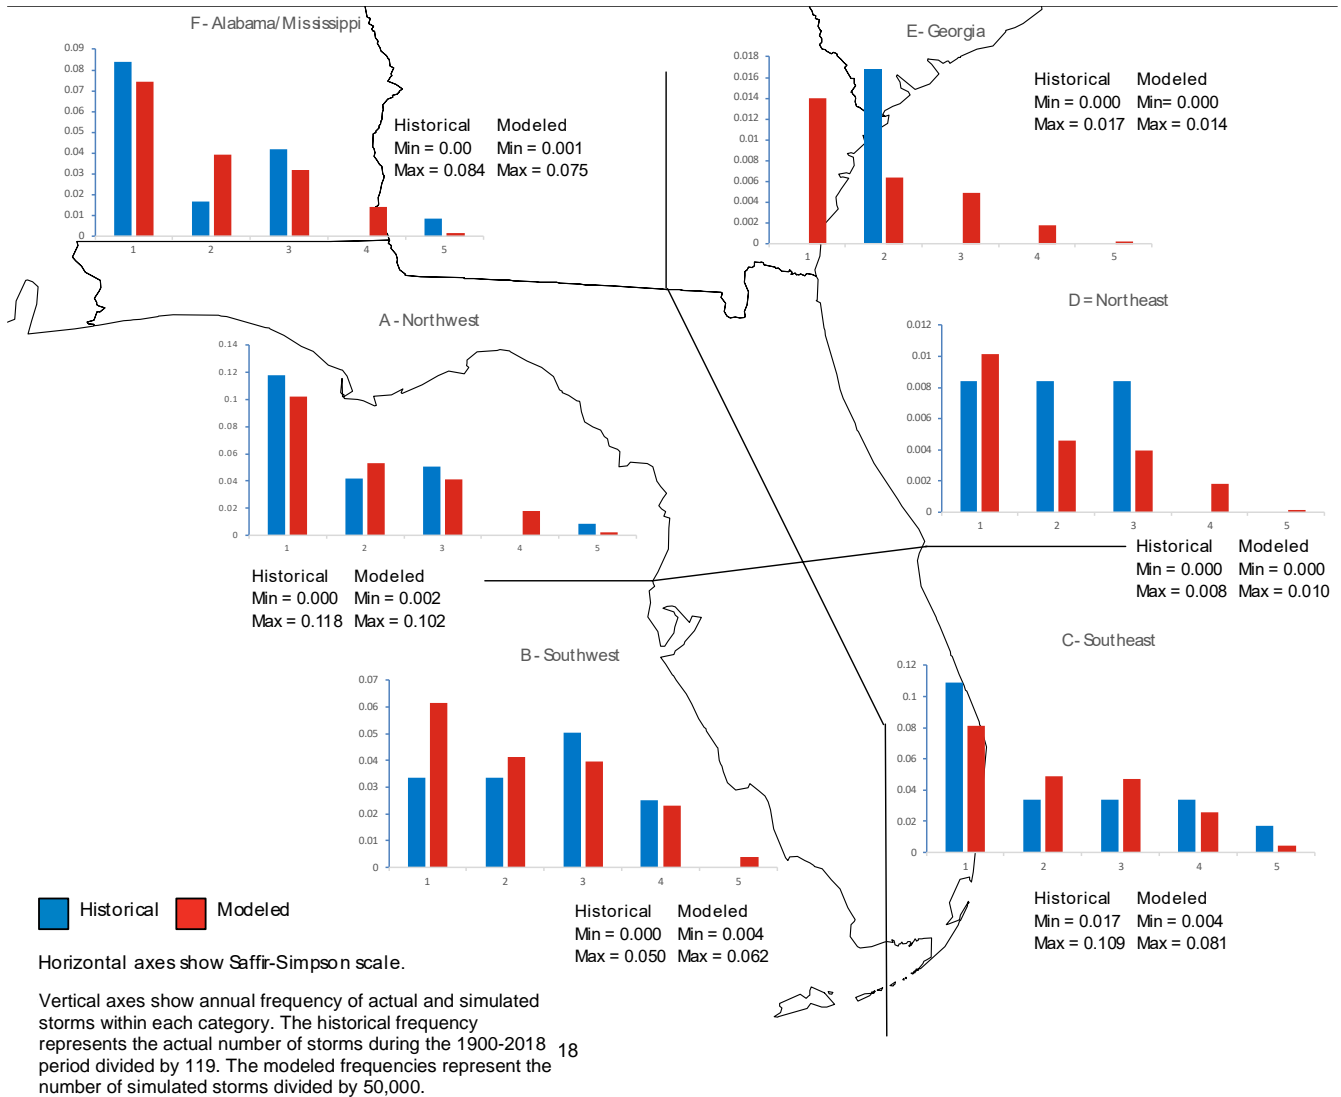 F - Alabama/Mississippi
0.09
0.08
0.07
0.06
0.05
0.04
0.03
0.02
0.01
0
1 2 3 4 5
Historical Modeled
Min = 0.00 Min = 0.001
Max = 0.084 Max = 0.075
E - Georgia
0.018
0.016
0.014
0.012
0.01
0.008
0.006
0.004
0.002
0
1 2 3 4 5
Historical Modeled
Min = 0.000 Min= 0.000
Max = 0.017 Max = 0.014
A - Northwest
0.14
0.12
0.1
0.08
0.06
0.04
0.02
0
1 2 3 4 5
Historical Modeled
Min = 0.000 Min = 0.002
Max = 0.118 Max = 0.102
D = Northeast
0.012
0.01
0.008
0.006
0.004
0.002
0
1 2 3 4 5
Historical Modeled
Min = 0.000 Min = 0.000
Max = 0.008 Max = 0.010
B - Southwest
0.07
0.06
0.05
0.04
0.03
0.02
0.01
0
1 2 3 4 5
Historical Modeled
Min = 0.000 Min = 0.004
Max = 0.050 Max = 0.062
C - Southeast
0.12
0.1
0.08
0.06
0.04
0.02
0
1 2 3 4 5
Historical Modeled
Min = 0.017 Min = 0.004
Max = 0.109 Max = 0.081
Historical Modeled
Horizontal axes show Saffir-Simpson scale.
Vertical axes show annual frequency of actual and simulated
storms within each category. The historical frequency
represents the actual number of storms during the 1900-2018
period divided by 119. The modeled frequencies represent the
number of simulated storms divided by 50,000.
18